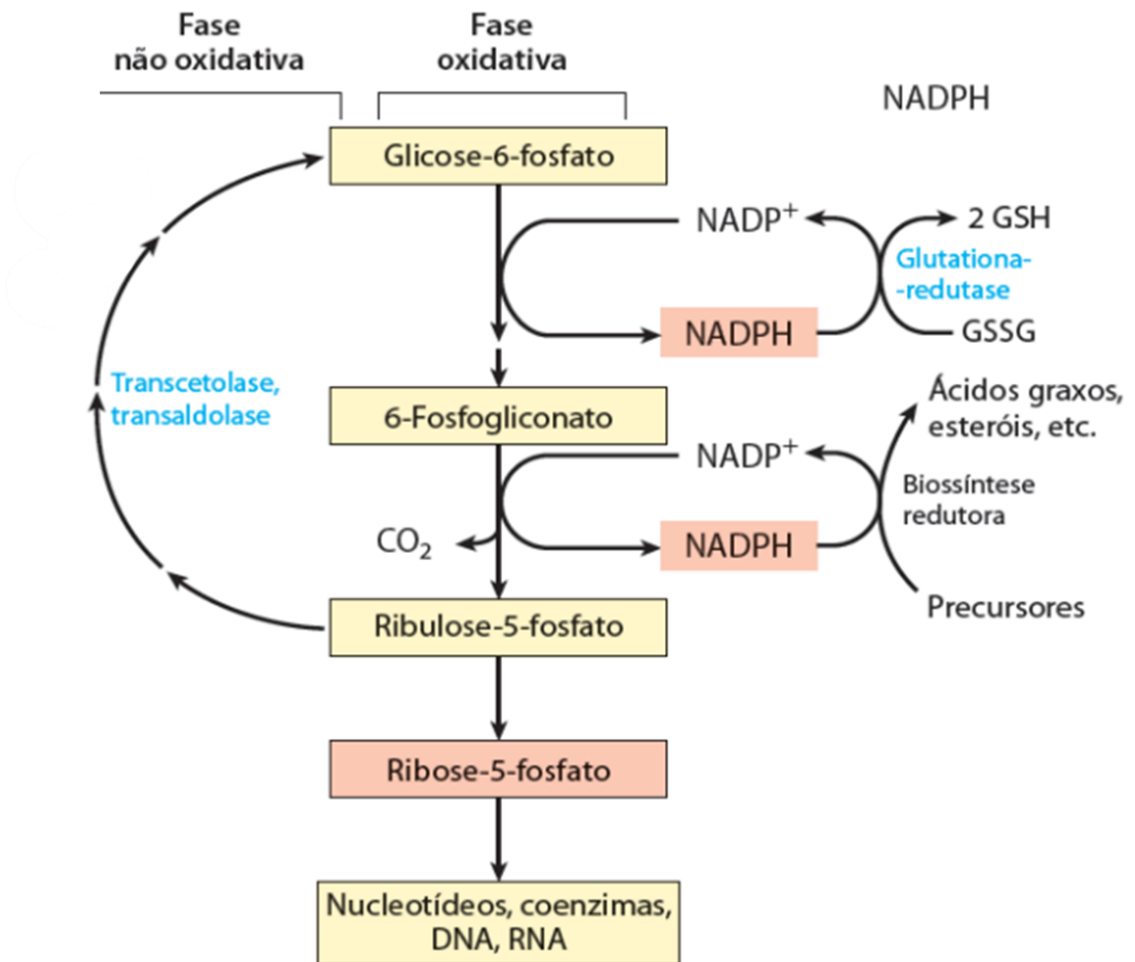 Fase
não oxidativa
Fase
oxidativa
NADPH
Glicose-6-fosfato
NADP⁺
2 GSH
Glutationa-
-redutase
NADPH
GSSG
Transcetolase,
transaldolase
6-Fosfogliconato
Ácidos graxos,
esteróis, etc.
NADP⁺
Biossíntese
redutora
CO₂
NADPH
Precursores
Ribulose-5-fosfato
Ribose-5-fosfato
Nucleotídeos, coenzimas,
DNA, RNA